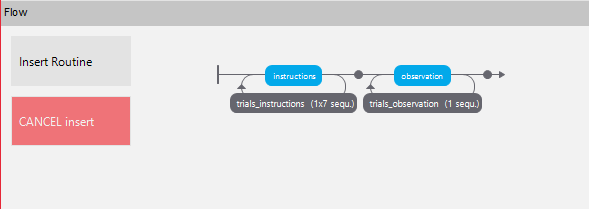 Flow
Insert Routine
CANCEL insert
instructions
observation
trials_instructions (1x7 sequ.)
trials_observation (1 sequ.)